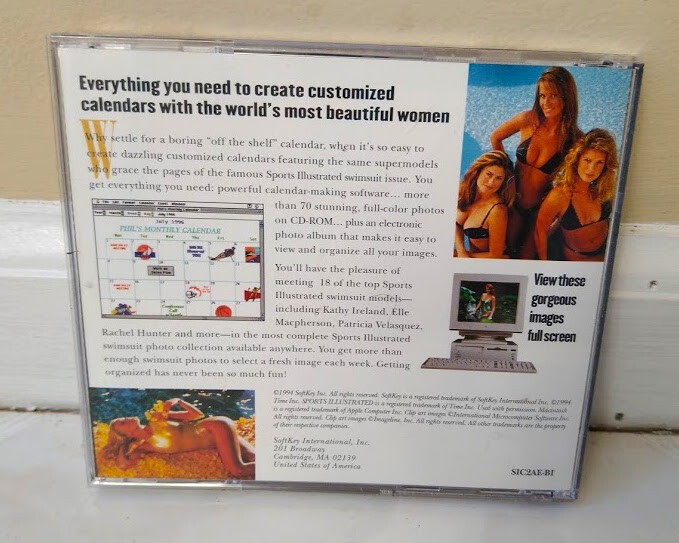 Everything you need to create customized
calendars with the world's most beautiful women
Why settle for a boring "off the shelf" calendar, when it's so easy to
create dazzling customized calendars featuring the same supermodels
who grace the pages of the famous Sports Illustrated swimsuit issue. You
get everything you need: powerful calendar-making software... more
than 70 stunning, full-color photos
on CD-ROM... plus an electronic
photo album that makes it easy to
view and organize all your images.
July 1996
PHIL'S MONTHLY CALENDAR
You'll have the pleasure of
meeting 18 of the top Sports
Illustrated swimsuit models—
including Kathy Ireland, Elle
Macpherson, Patricia Velasquez,
Rachel Hunter and more—in the most complete Sports Illustrated
swimsuit photo collection available anywhere. You get more than
enough swimsuit photos to select a fresh image each week. Getting
organized has never been so much fun!
View these
gorgeous
images
full screen
©1994 SoftKey Inc. All rights reserved. SoftKey is a registered trademark of SoftKey International Inc. ©1994
Time Inc. SPORTS ILLUSTRATED is a registered trademark of Time Inc. Used with permission. Macintosh
is a registered trademark of Apple Computer Inc. Clip art images ©International Microcomputer Software Inc.
All rights reserved. Clip art images ©Imageline, Inc. All rights reserved. All other trademarks are the property
of their respective companies.
SoftKey International, Inc.
201 Broadway
Cambridge, MA 02139
United States of America
SIC2AE-BI